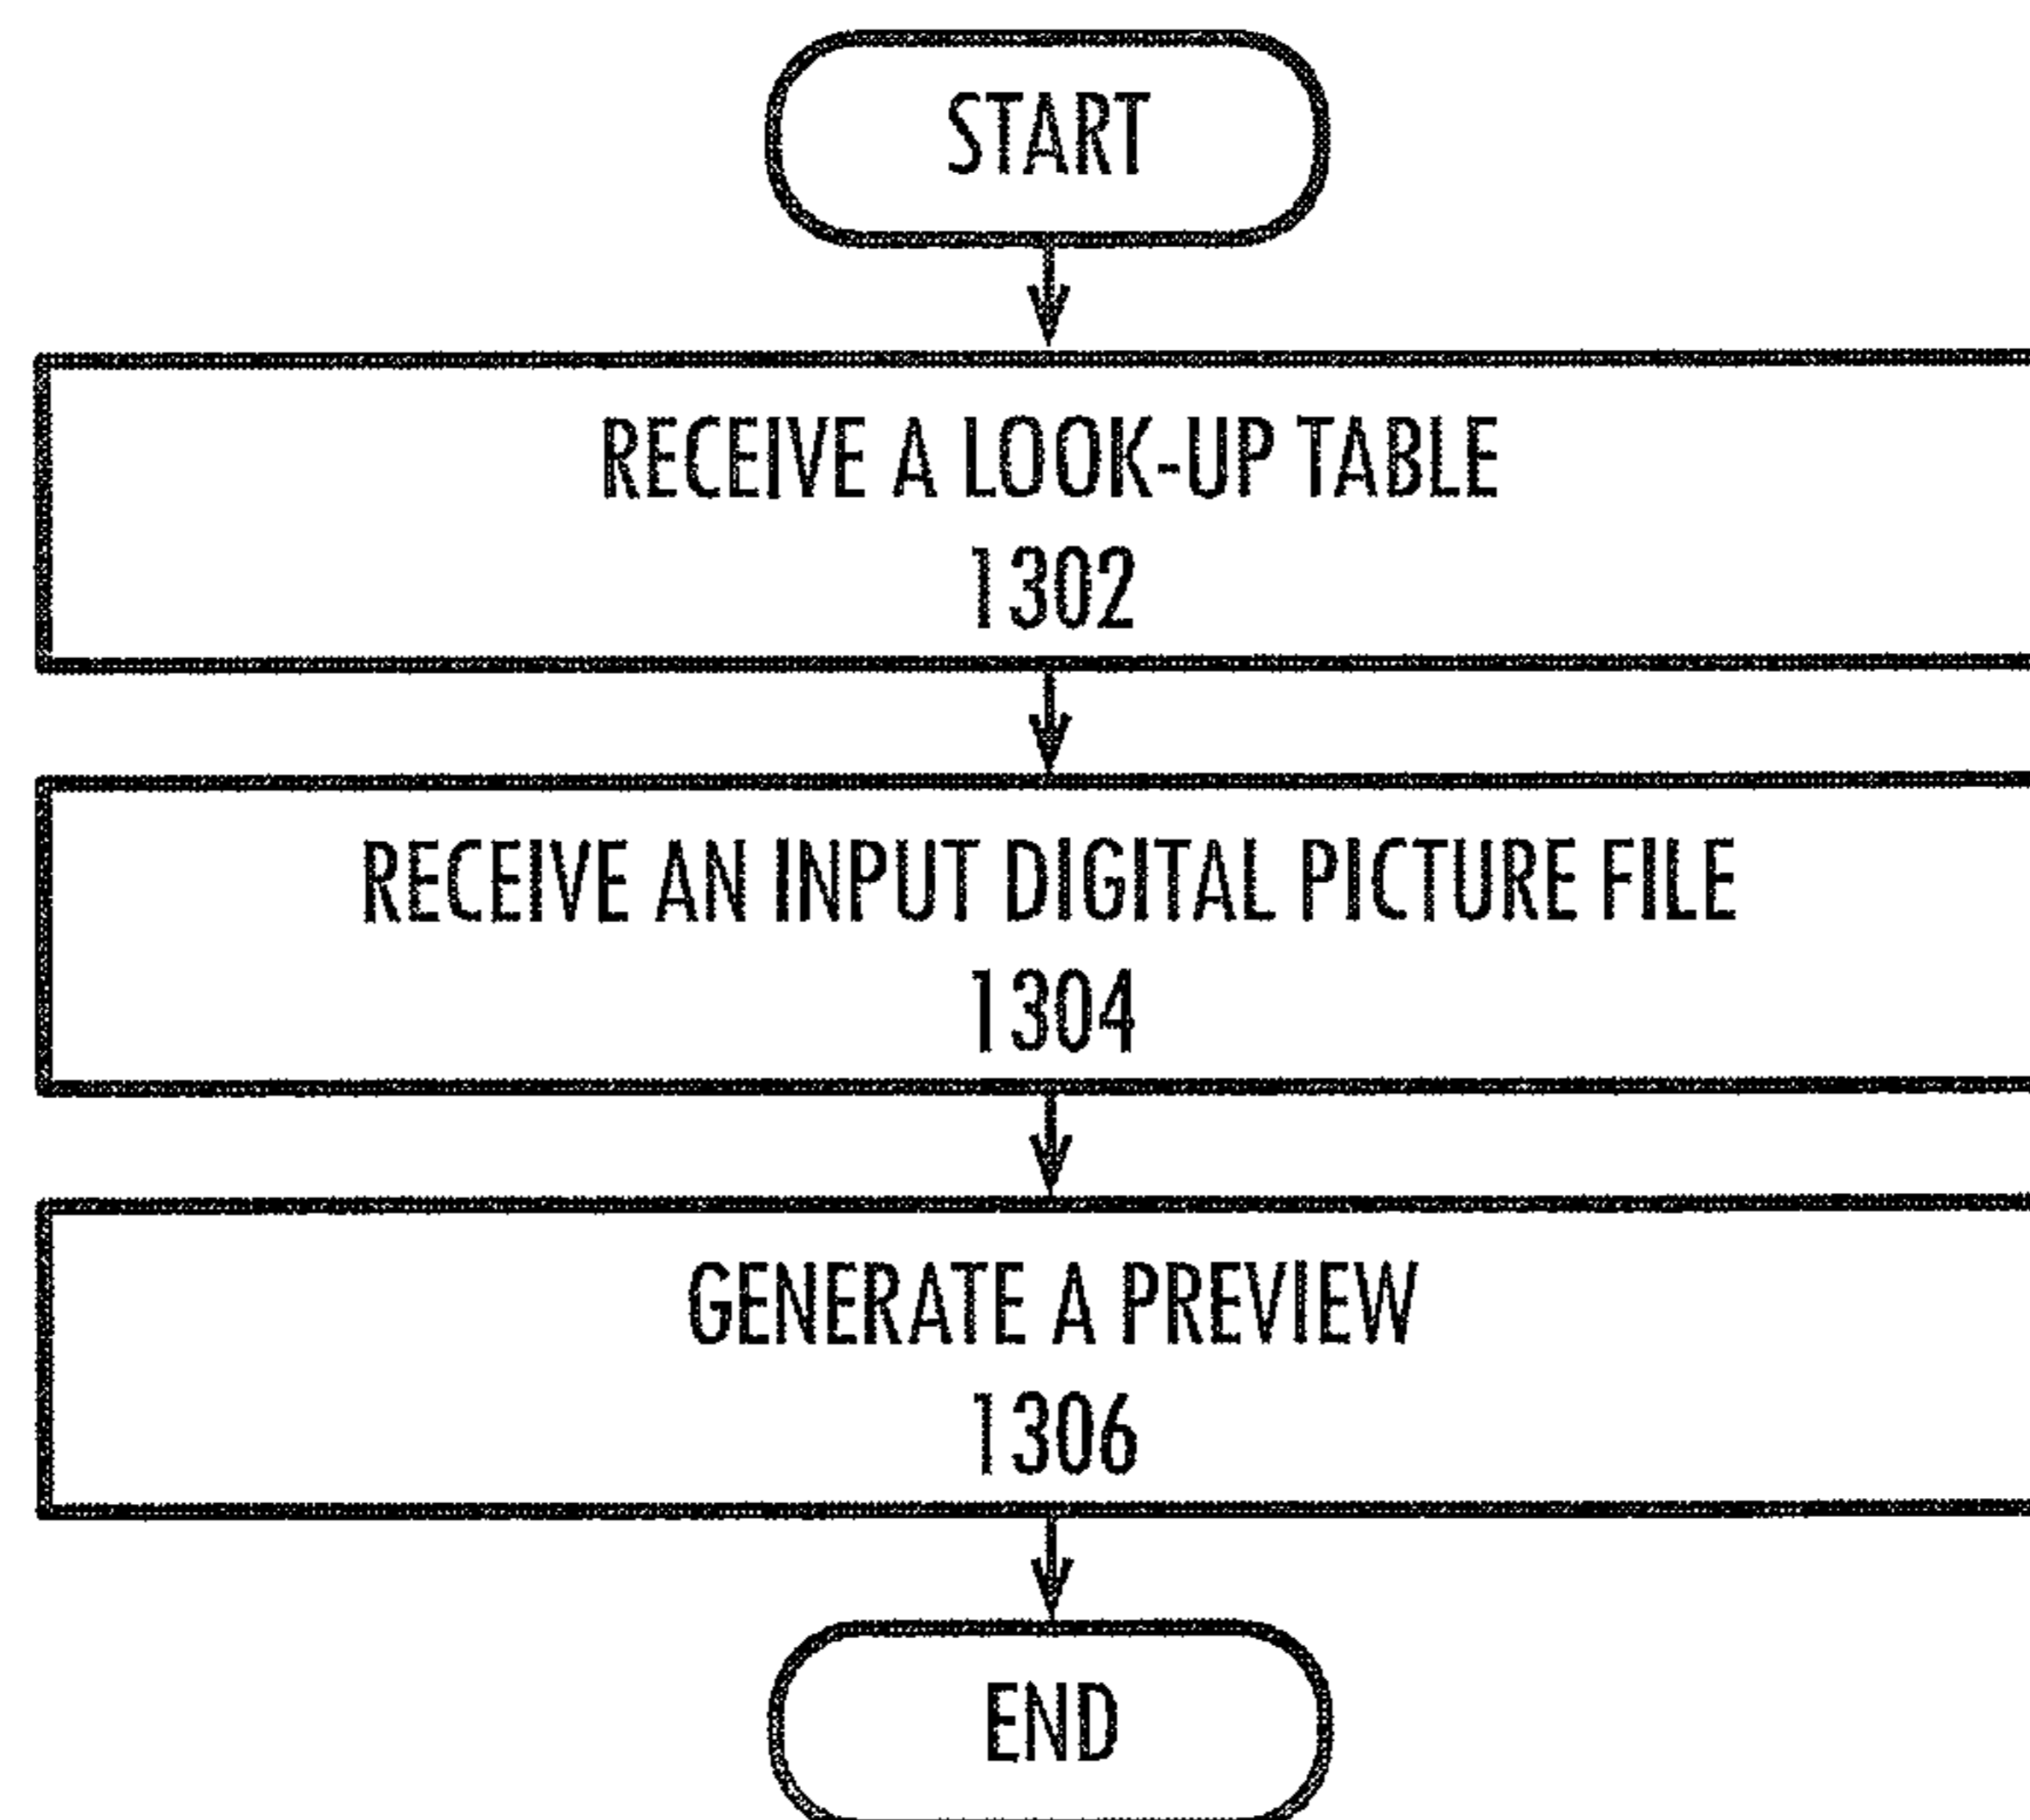 START
RECEIVE A LOOK-UP TABLE
1302
RECEIVE AN INPUT DIGITAL PICTURE FILE
1304
GENERATE A PREVIEW
1306
END